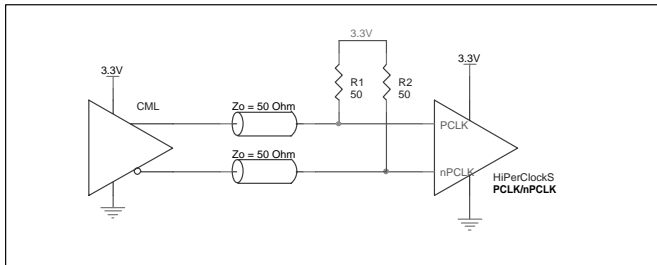 3.3V
3.3V
3.3V
R1
50
R2
50
CML
Zo = 50 Ohm
PCLK
Zo = 50 Ohm
nPCLK
HiPerClockS
PCLK/nPCLK